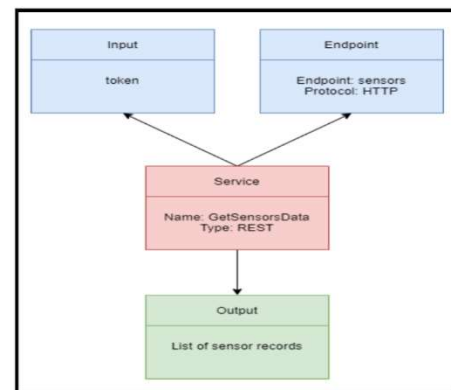 Input
token
Endpoint
Endpoint: sensors
Protocol: HTTP
Service
Name: GetSensorsData
Type: REST
Output
List of sensor records